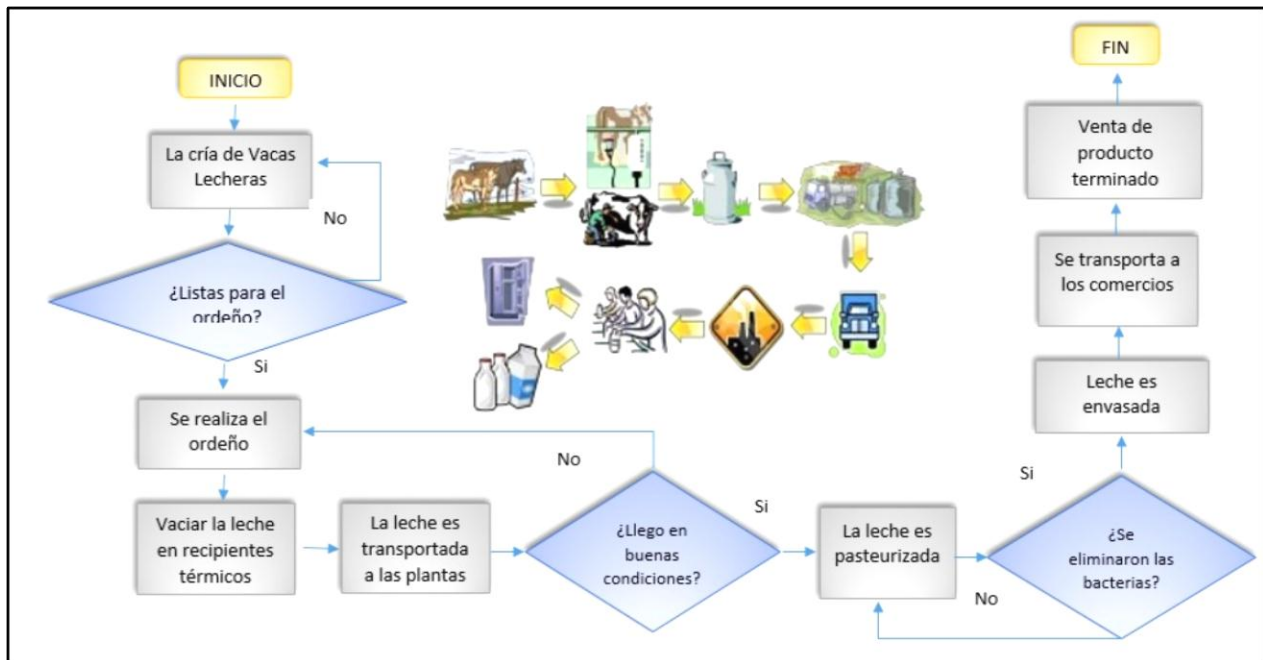 INICIO
La cría de Vacas
Lecheras
No
¿Listas para el
ordeño?
Si
Se realiza el
ordeño
Vaciar la leche
en recipientes
térmicos
La leche es
transportada
a las plantas
¿Llego en
buenas
condiciones?
No
Si
La leche es
pasteurizada
¿Se
eliminaron las
bacterias?
No
Si
Leche es
envasada
Se transporta a
los comercios
Venta de
producto
terminado
FIN